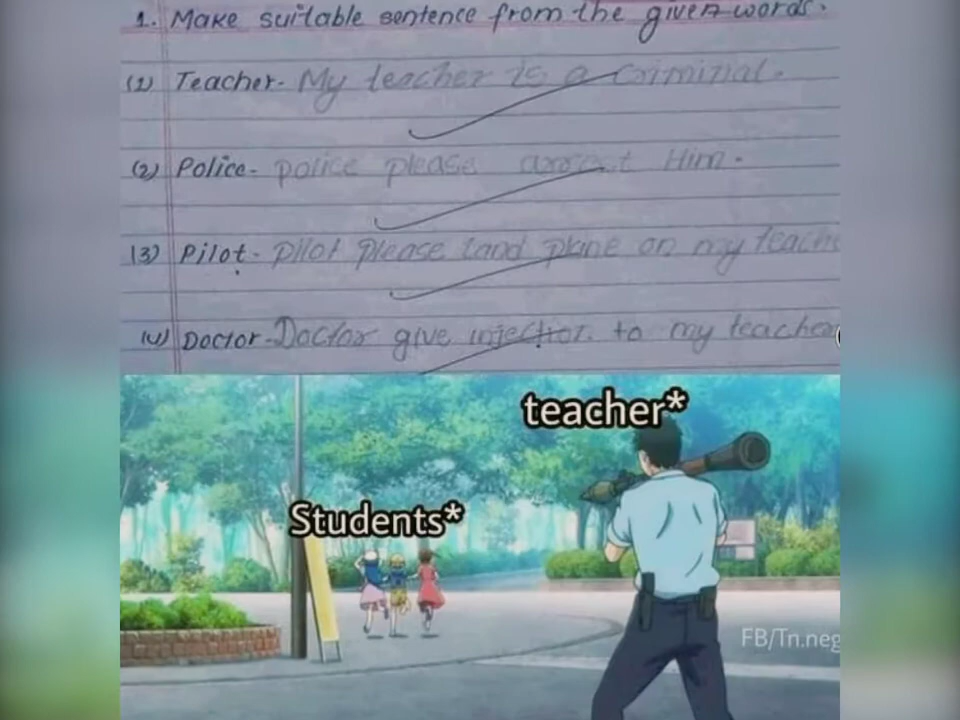 1. Make suitable sentence from the given words.
(1) Teacher- My teacher is a criminal.
(2) Police- police please arrest Him.
(3) Pilot- pilot please land plane on my teach
(4) Doctor- Doctor give injection to my teacher
teacher*
Students*
FB/Tn.neg